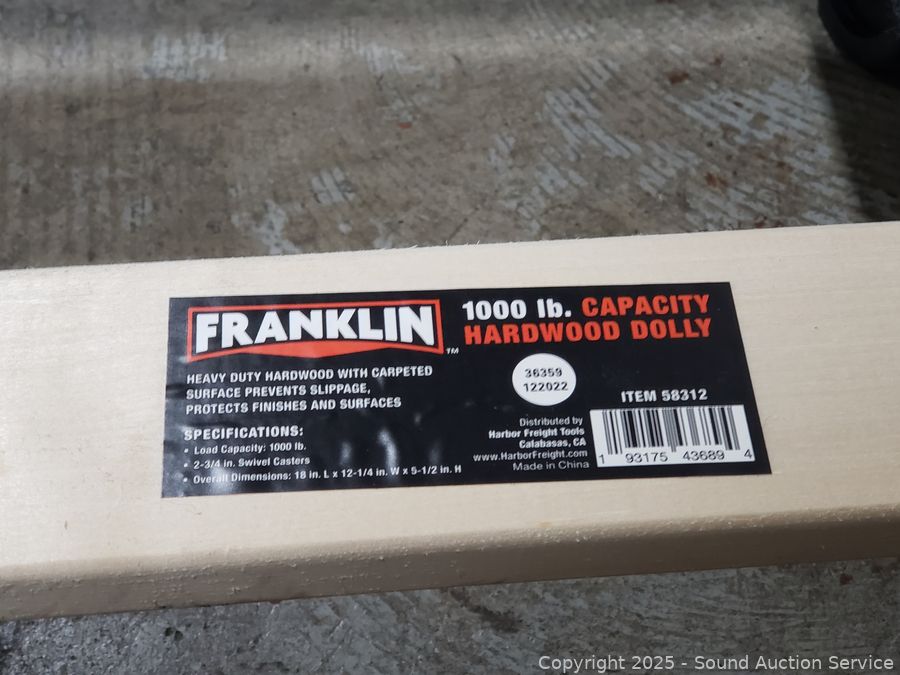 FRANKLIN™
1000 lb. CAPACITY
HARDWOOD DOLLY
HEAVY DUTY HARDWOOD WITH CARPETED
SURFACE PREVENTS SLIPPAGE,
PROTECTS FINISHES AND SURFACES
SPECIFICATIONS:
• Load Capacity: 1000 lb.
• 2-3/4 in. Swivel Casters
• Overall Dimensions: 18 in. L x 12-1/4 in. W x 5-1/2 in. H
36359
122022
Distributed by
Harbor Freight Tools
Calabasas, CA
www.HarborFreight.com
Made in China
ITEM 58312
1 93175 43689 4
Copyright © 2025 - Sound Auction Service